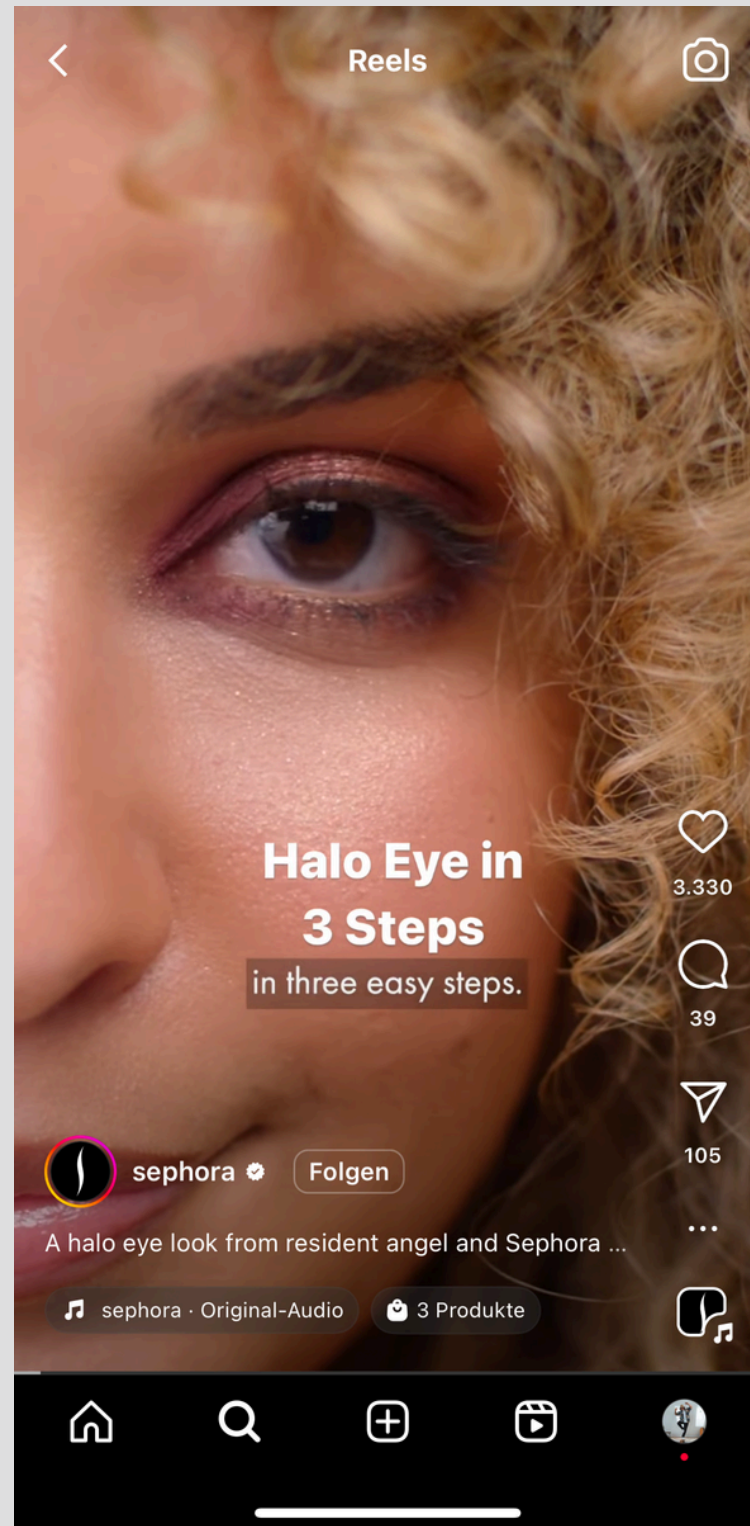 Reels
Halo Eye in
3 Steps
in three easy steps.
3.330
39
105
sephora
Folgen
A halo eye look from resident angel and Sephora ...
sephora · Original-Audio
3 Produkte